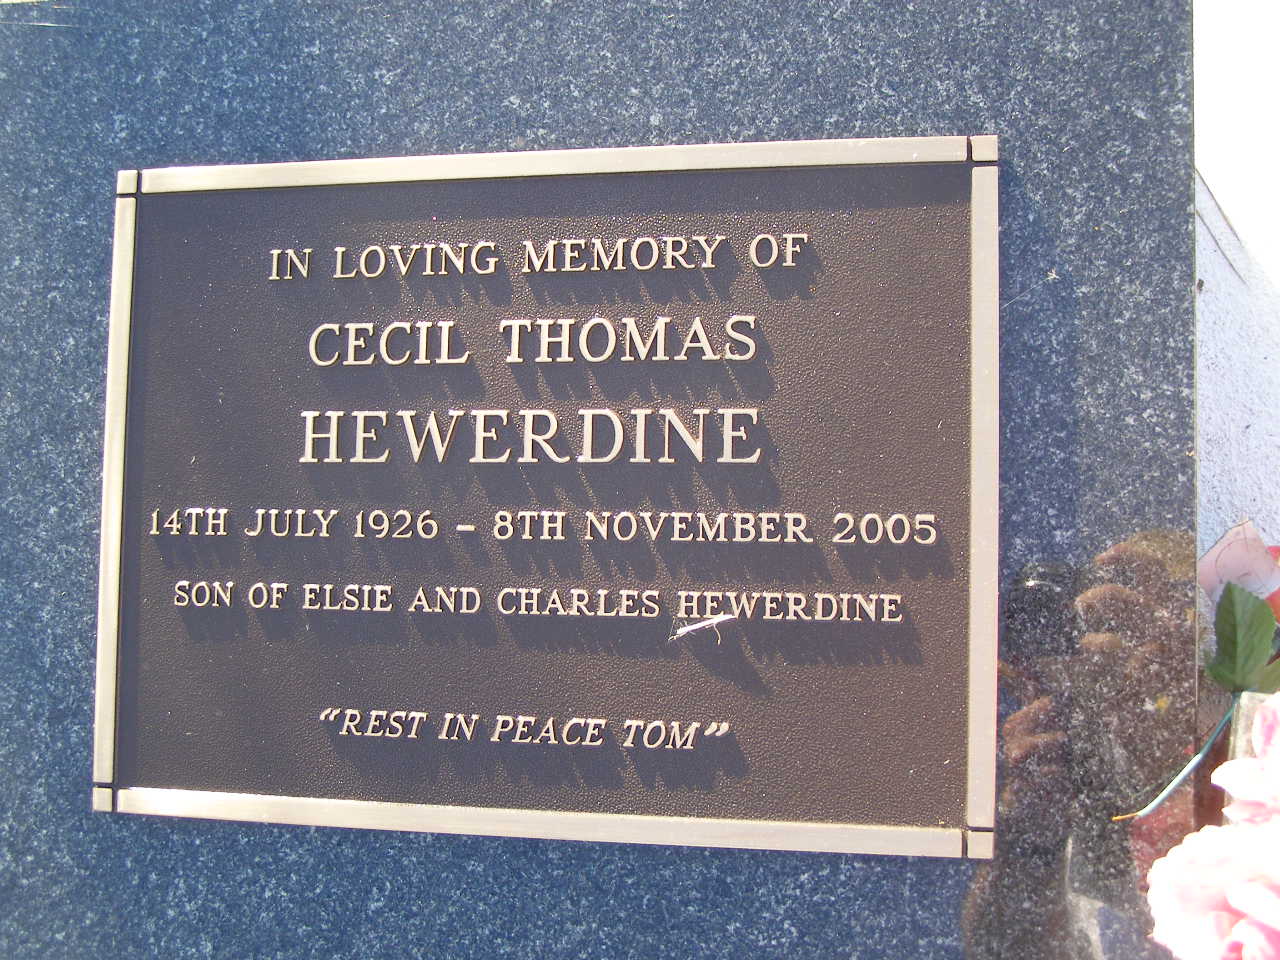 IN LOVING MEMORY OF
CECIL THOMAS
HEWERDINE
14TH JULY 1926 – 8TH NOVEMBER 2005
SON OF ELSIE AND CHARLES HEWERDINE
“REST IN PEACE TOM”